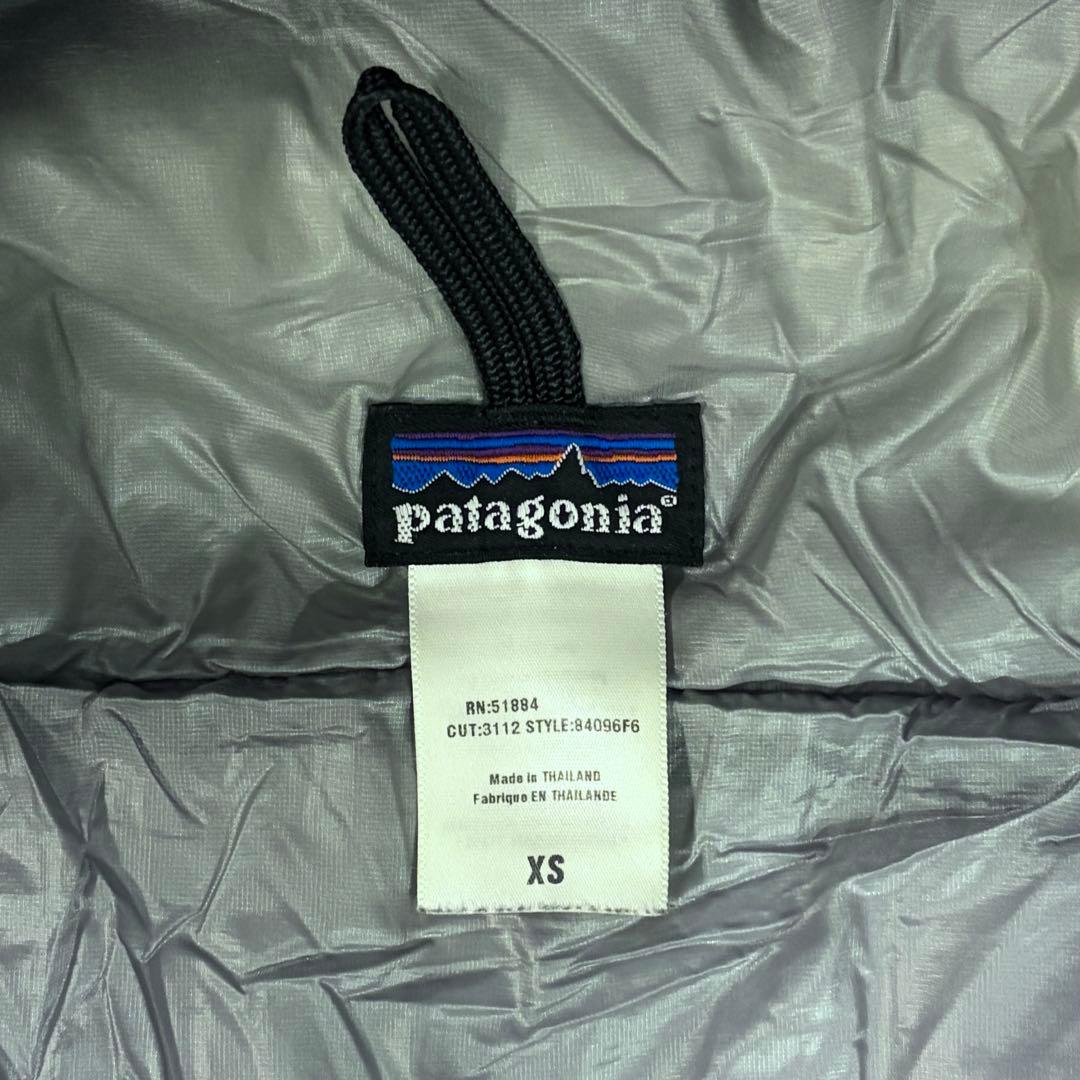 patagonia®
RN:51884
CUT:3112 STYLE:84096F6
Made in THAILAND
Fabrique EN THAILANDE
XS